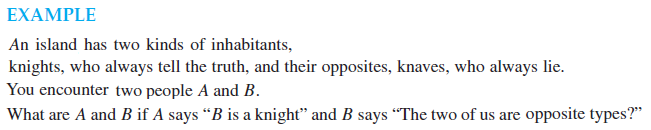 EXAMPLE
An island has two kinds of inhabitants,
knights, who always tell the truth, and their opposites, knaves, who always lie.
You encounter two people A and B.
What are A and B if A says “B is a knight” and B says “The two of us are opposite types?”